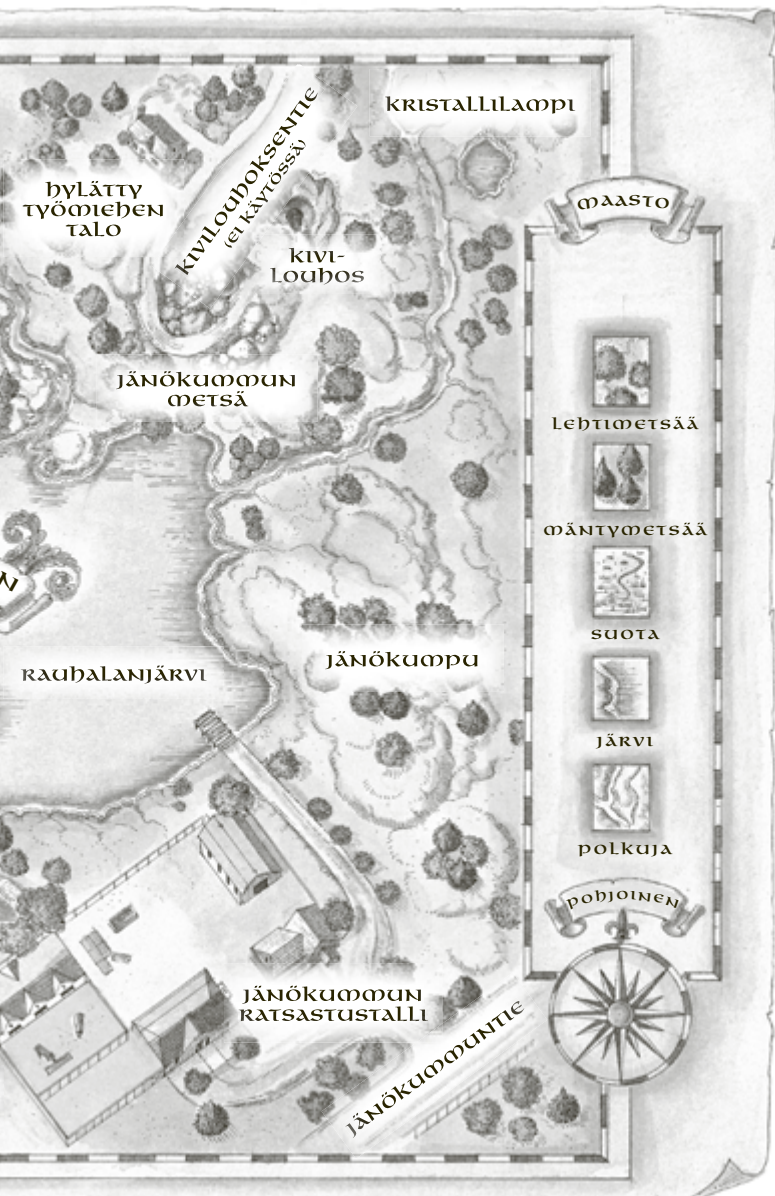 KRISTALLILAMPI
KIVILOUHOKSENTIE
(EI KÄYTÖSSÄ)
HYLÄTTY
TYÖMIEHEN
TALO
KIVI-
LOUHOS
JÄNÖKUMMUN
METSÄ
N
RAUHALANJÄRVI
JÄNÖKUMPU
JÄNÖKUMMUN
RATSASTUSTALLI
JÄNÖKUMMUNTIE
MAASTO
LEHTIMETSÄÄ
MÄNTYMETSÄÄ
SUOTA
JÄRVI
POLKUJA
POHJOINEN